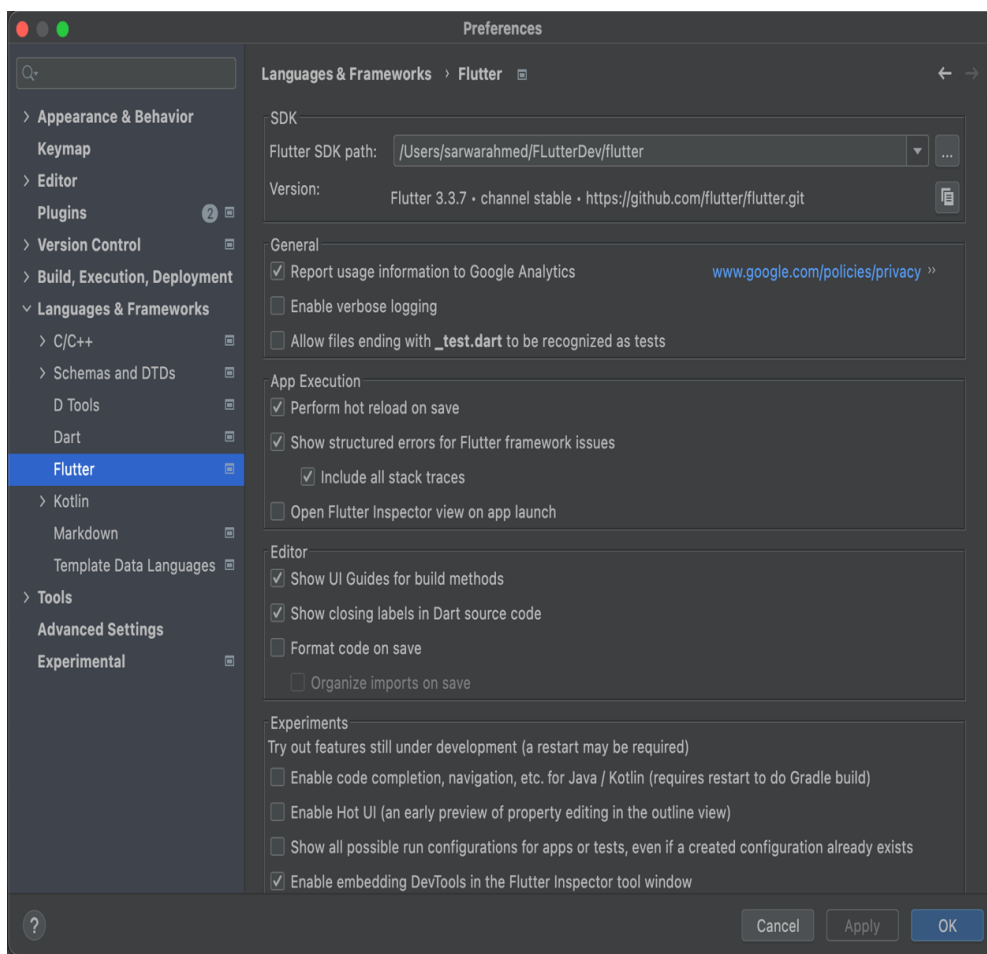 Preferences
Appearance & Behavior
Keymap
Editor
Plugins 2
Version Control
Build, Execution, Deployment
Languages & Frameworks
C/C++
Schemas and DTDs
D Tools
Dart
Flutter
Kotlin
Markdown
Template Data Languages
Tools
Advanced Settings
Experimental
Languages & Frameworks › Flutter
SDK
Flutter SDK path: /Users/sarwarahmed/FLutterDev/flutter ...
Version: Flutter 3.3.7 • channel stable • https://github.com/flutter/flutter.git
General
Report usage information to Google Analytics www.google.com/policies/privacy »
Enable verbose logging
Allow files ending with _test.dart to be recognized as tests
App Execution
Perform hot reload on save
Show structured errors for Flutter framework issues
Include all stack traces
Open Flutter Inspector view on app launch
Editor
Show UI Guides for build methods
Show closing labels in Dart source code
Format code on save
Organize imports on save
Experiments
Try out features still under development (a restart may be required)
Enable code completion, navigation, etc. for Java / Kotlin (requires restart to do Gradle build)
Enable Hot UI (an early preview of property editing in the outline view)
Show all possible run configurations for apps or tests, even if a created configuration already exists
Enable embedding DevTools in the Flutter Inspector tool window
? Cancel Apply OK